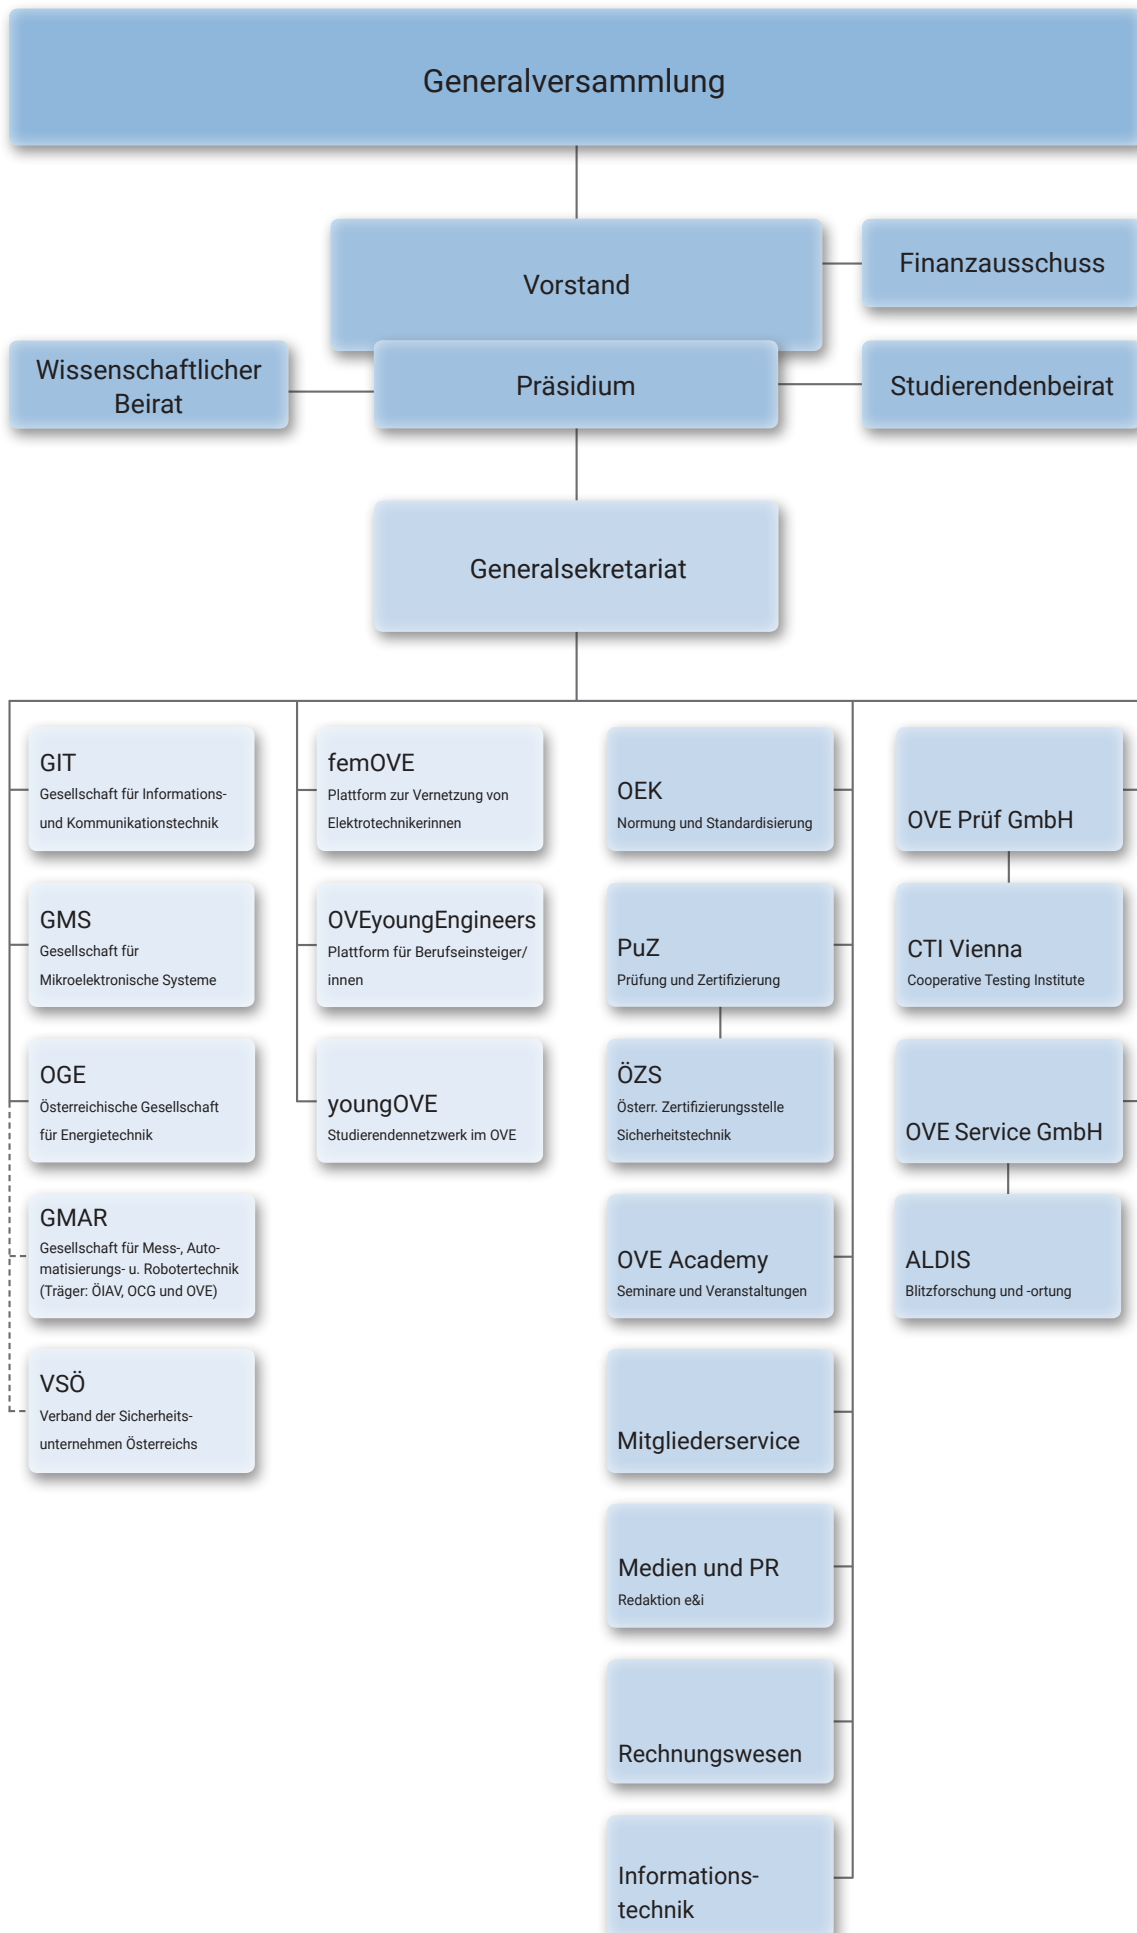 Generalversammlung
Vorstand
Finanzausschuss
Wissenschaftlicher
Beirat
Präsidium
Studierendenbeirat
Generalsekretariat
GIT
Gesellschaft für Informations-
und Kommunikationstechnik
GMS
Gesellschaft für
Mikroelektronische Systeme
OGE
Österreichische Gesellschaft
für Energietechnik
GMAR
Gesellschaft für Mess-, Auto-
matisierungs- u. Robotertechnik
(Träger: ÖIAV, OCG und OVE)
VSÖ
Verband der Sicherheits-
unternehmen Österreichs
femOVE
Plattform zur Vernetzung von
Elektrotechnikerinnen
OVEyoungEngineers
Plattform für Berufseinsteiger/
innen
youngOVE
Studierendennetzwerk im OVE
OEK
Normung und Standardisierung
PuZ
Prüfung und Zertifizierung
ÖZS
Österr. Zertifizierungsstelle
Sicherheitstechnik
OVE Academy
Seminare und Veranstaltungen
Mitgliederservice
Medien und PR
Redaktion e&i
Rechnungswesen
Informations-
technik
OVE Prüf GmbH
CTI Vienna
Cooperative Testing Institute
OVE Service GmbH
ALDIS
Blitzforschung und -ortung